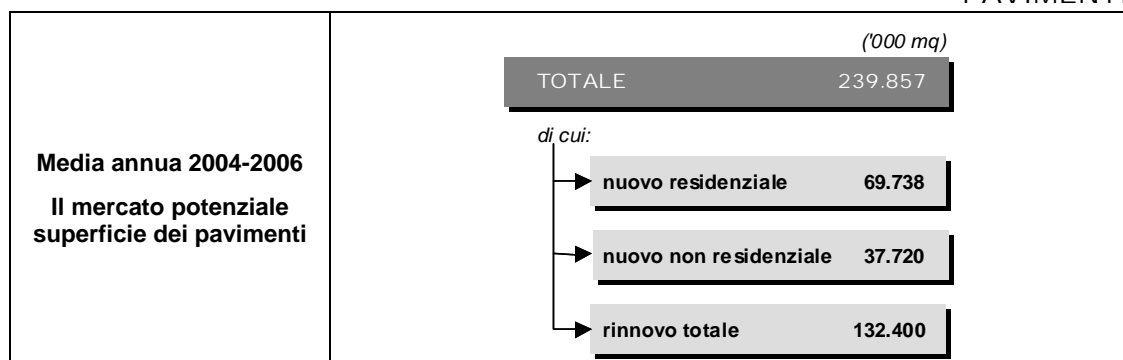 PAVIMENTI
('000 mq)
TOTALE 239.857
di cui:
Media annua 2004-2006
Il mercato potenziale
superficie dei pavimenti
nuovo residenziale 69.738
nuovo non residenziale 37.720
rinnovo totale 132.400